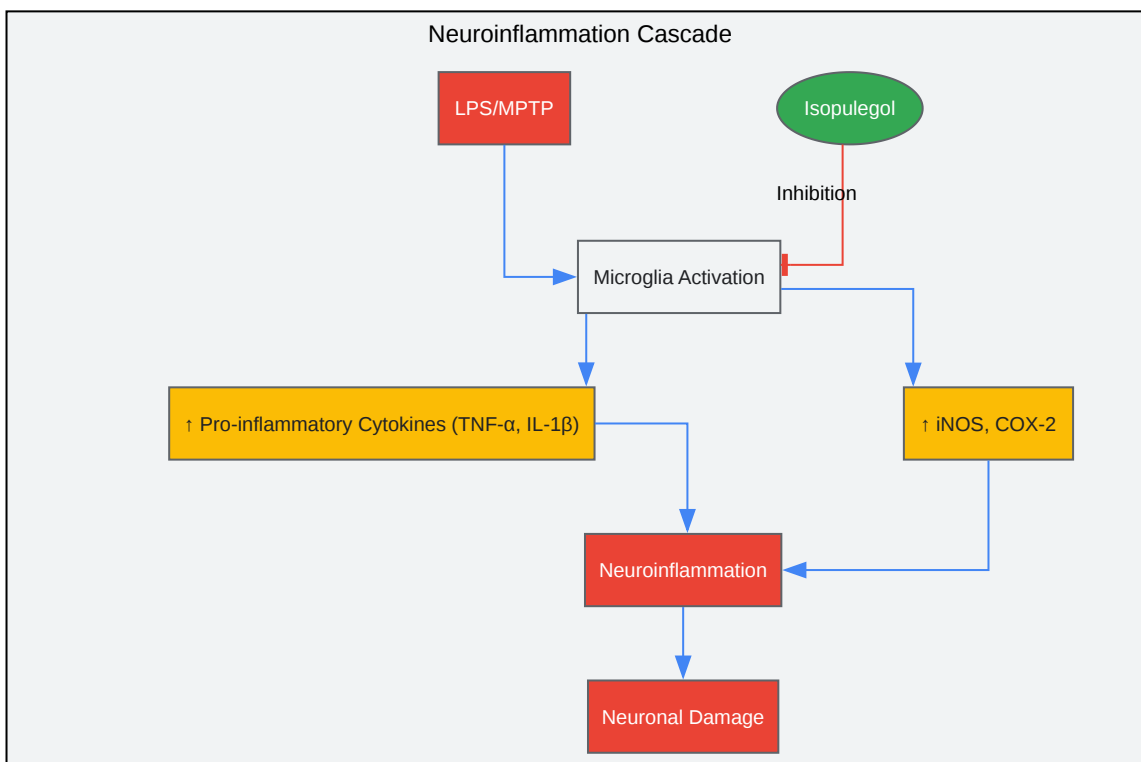 Neuroinflammation Cascade
LPS/MPTP
Isopulegol
Inhibition
Microglia Activation
↑ Pro-inflammatory Cytokines (TNF-α, IL-1β)
↑ iNOS, COX-2
Neuroinflammation
Neuronal Damage